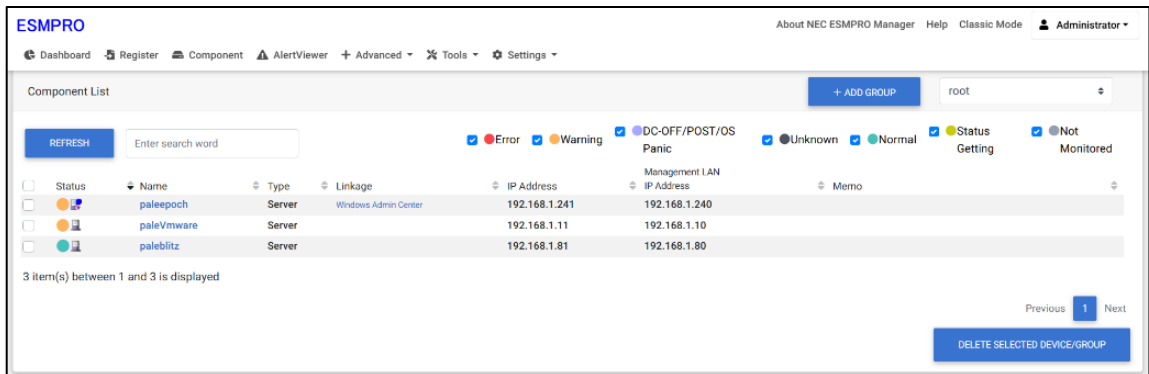 ESMPRO
About NEC ESMPRO Manager Help Classic Mode Administrator
Dashboard Register Component AlertViewer + Advanced Tools Settings
Component List + ADD GROUP root
REFRESH Enter search word Error Warning DC-OFF/POST/OS Panic Unknown Normal Status Getting Not Monitored
Status Name Type Linkage IP Address Management LAN IP Address Memo
paleepoch Server Windows Admin Center 192.168.1.241 192.168.1.240
paleVmware Server 192.168.1.11 192.168.1.10
paleblitz Server 192.168.1.81 192.168.1.80
3 item(s) between 1 and 3 is displayed
Previous 1 Next
DELETE SELECTED DEVICE/GROUP